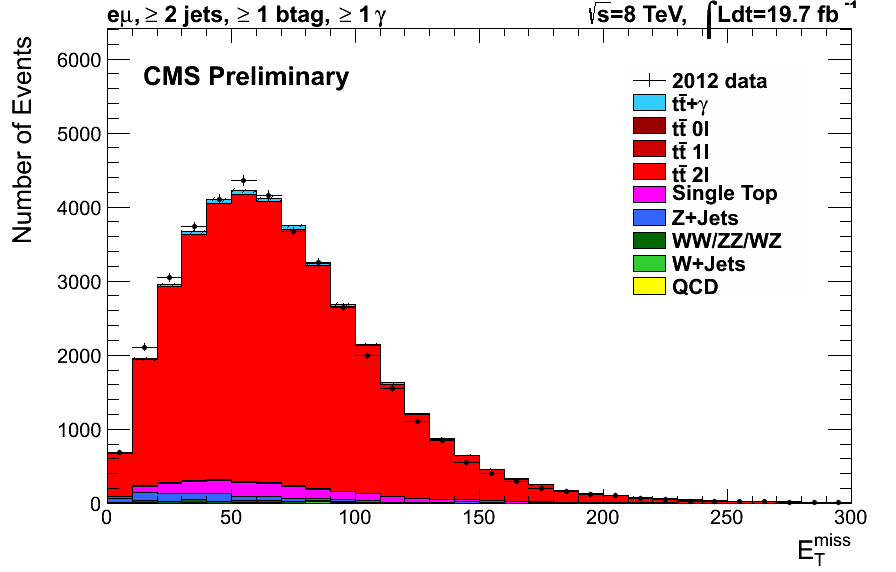 eμ, ≥ 2 jets, ≥ 1 btag, ≥ 1 γ
√s=8 TeV, ∫Ldt=19.7 fb⁻¹
CMS Preliminary
Number of Events
6000
5000
4000
3000
2000
1000
0
2012 data
tt̄+γ
tt̄ 0l
tt̄ 1l
tt̄ 2l
Single Top
Z+Jets
WW/ZZ/WZ
W+Jets
QCD
0 50 100 150 200 250 300
E_T^miss